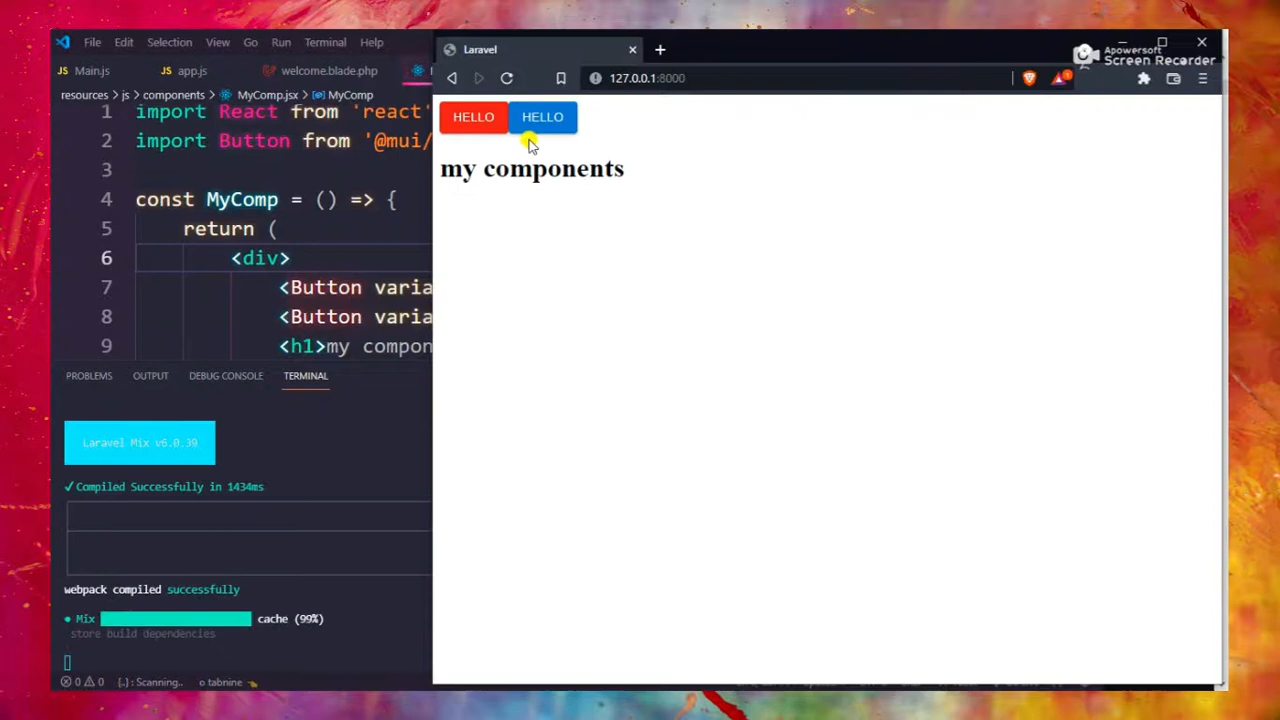 File Edit Selection View Go Run Terminal Help
Main.js app.js welcome.blade.php
resources > js > components > MyComp.jsx > MyComp
1 import React from 'react'
2 import Button from '@mui/
3
4 const MyComp = () => {
5 return (
6 <div>
7 <Button varia
8 <Button varia
9 <h1>my compon
PROBLEMS OUTPUT DEBUG CONSOLE TERMINAL
Laravel Mix v6.0.39
✓Compiled Successfully in 1434ms
webpack compiled successfully
● Mix cache (99%)
store build dependencies
0 0 {..} : Scanning.. tabnine
Laravel
127.0.0.1:8000
1
Apowersoft
Screen Recorder
HELLO HELLO
my components